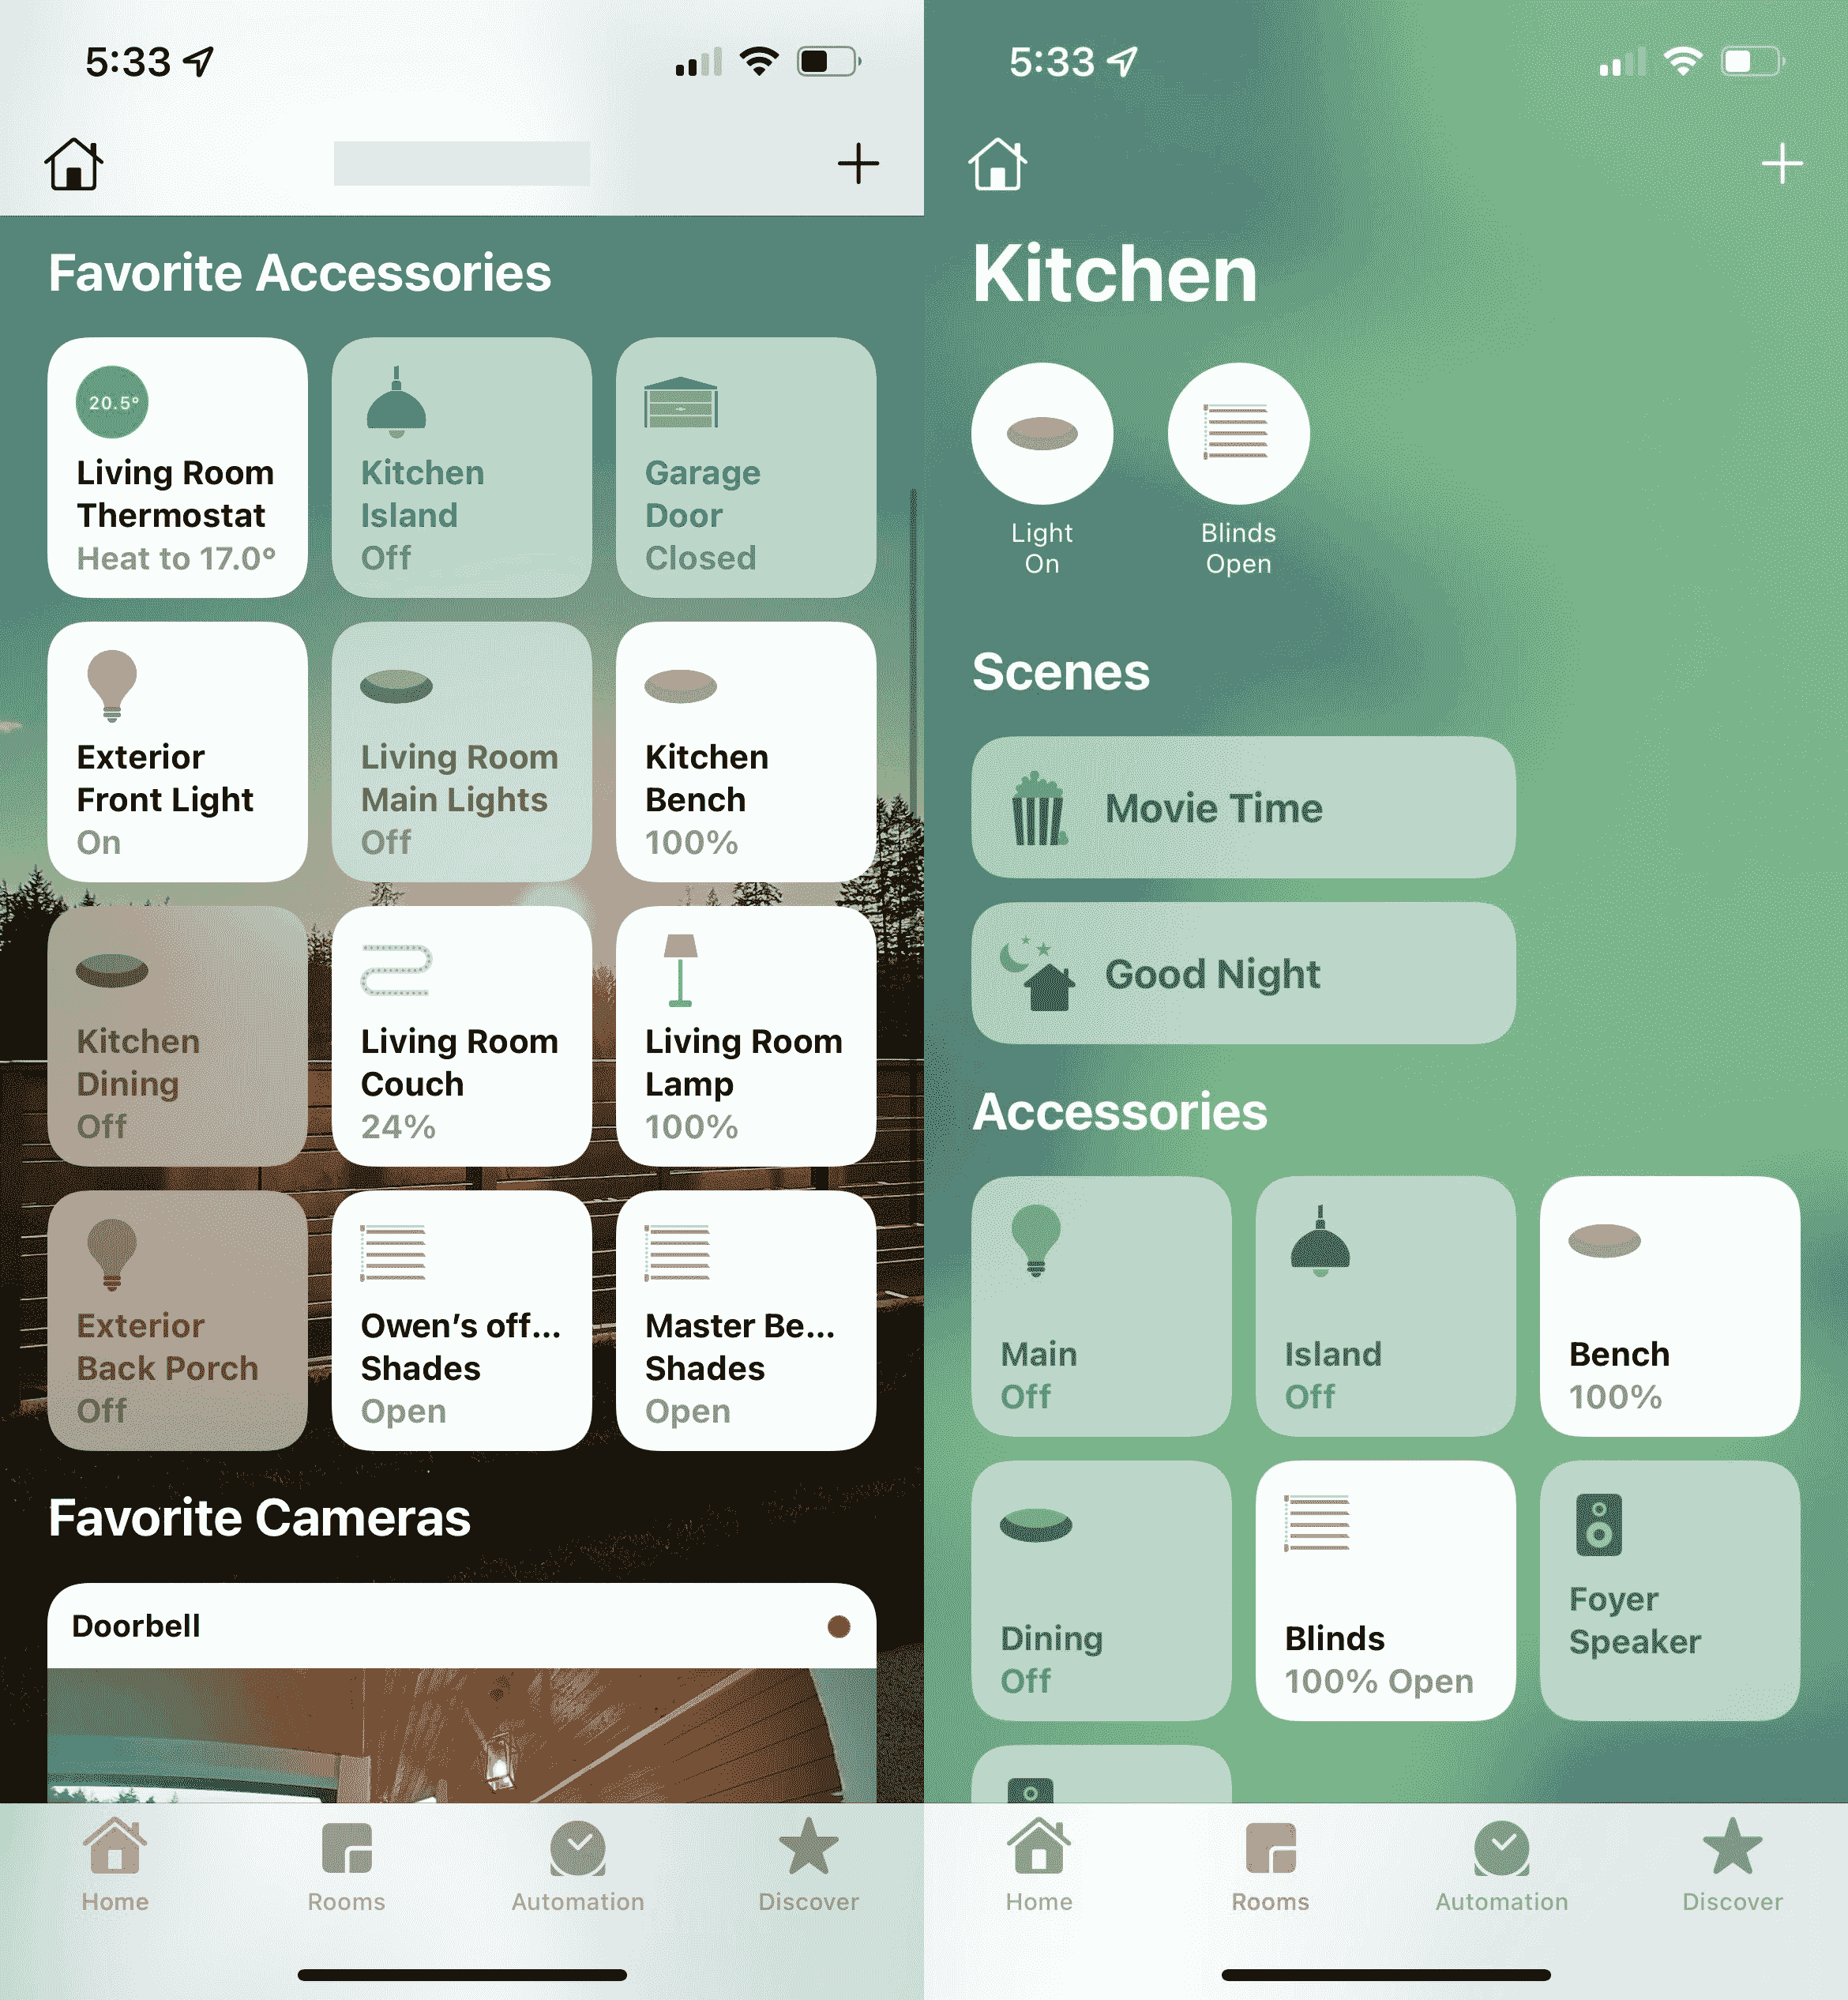 5:33
Favorite Accessories
20.5°
Living Room
Thermostat
Heat to 17.0°
Kitchen
Island
Off
Garage
Door
Closed
Exterior
Front Light
On
Living Room
Main Lights
Off
Kitchen
Bench
100%
Kitchen
Dining
Off
Living Room
Couch
24%
Living Room
Lamp
100%
Exterior
Back Porch
Off
Owen’s off...
Shades
Open
Master Be...
Shades
Open
Favorite Cameras
Doorbell
Home
Rooms
Automation
Discover
5:33
Kitchen
Light
On
Blinds
Open
Scenes
Movie Time
Good Night
Accessories
Main
Off
Island
Off
Bench
100%
Dining
Off
Blinds
100% Open
Foyer
Speaker
Home
Rooms
Automation
Discover